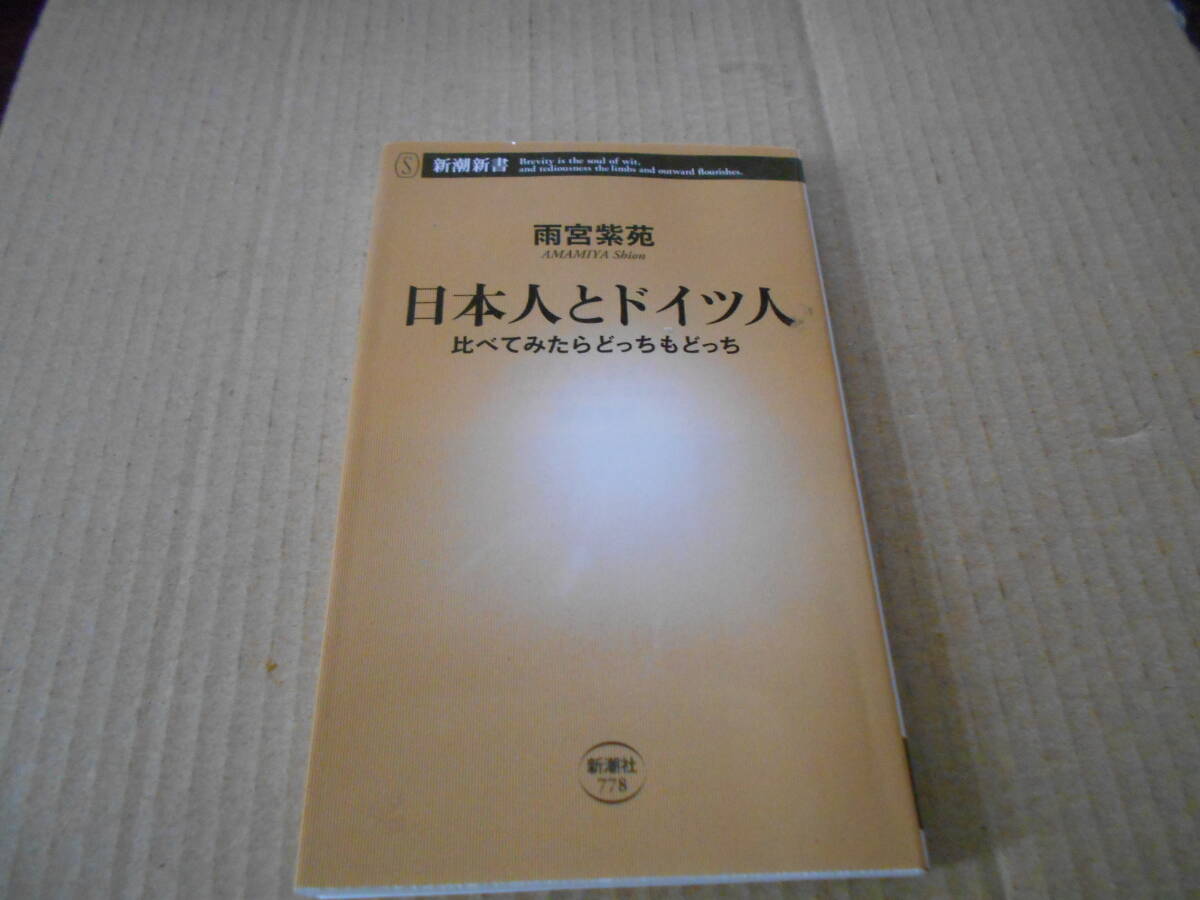 S 新潮新書 Brevity is the soul of wit,
and tediousness the limbs and outward flourishes.
雨宮紫苑
AMAMIYA Shion
日本人とドイツ人
比べてみたらどっちもどっち
新潮社
778